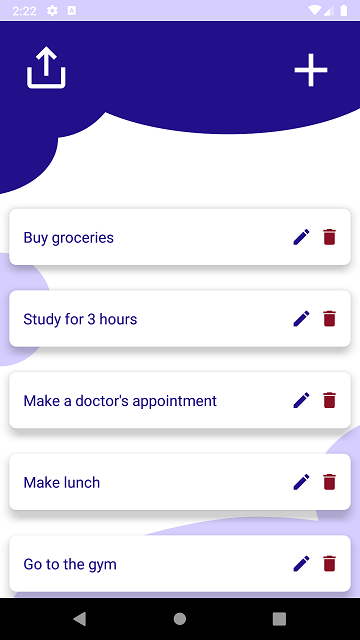 2:22
Buy groceries
Study for 3 hours
Make a doctor's appointment
Make lunch
Go to the gym